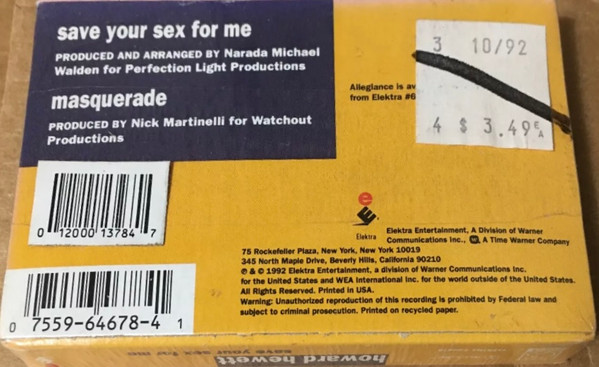 save your sex for me
PRODUCED AND ARRANGED BY Narada Michael
Walden for Perfection Light Productions
masquerade
PRODUCED BY Nick Martinelli for Watchout
Productions
Allegiance is av
from Elektra #6
3 10/92
4 $ 3.49 EA
0 12000 13784 7
0 7559-64678-4 1
e
Elektra
Elektra Entertainment, A Division of Warner
Communications Inc., A Time Warner Company
75 Rockefeller Plaza, New York, New York 10019
345 North Maple Drive, Beverly Hills, California 90210
℗ & © 1992 Elektra Entertainment, a division of Warner Communications Inc.
for the United States and WEA International Inc. for the world outside of the United States.
All Rights Reserved. Printed in USA.
Warning: Unauthorized reproduction of this recording is prohibited by Federal law and
subject to criminal prosecution. Printed on recycled paper.
howard hewett
save your sex for me